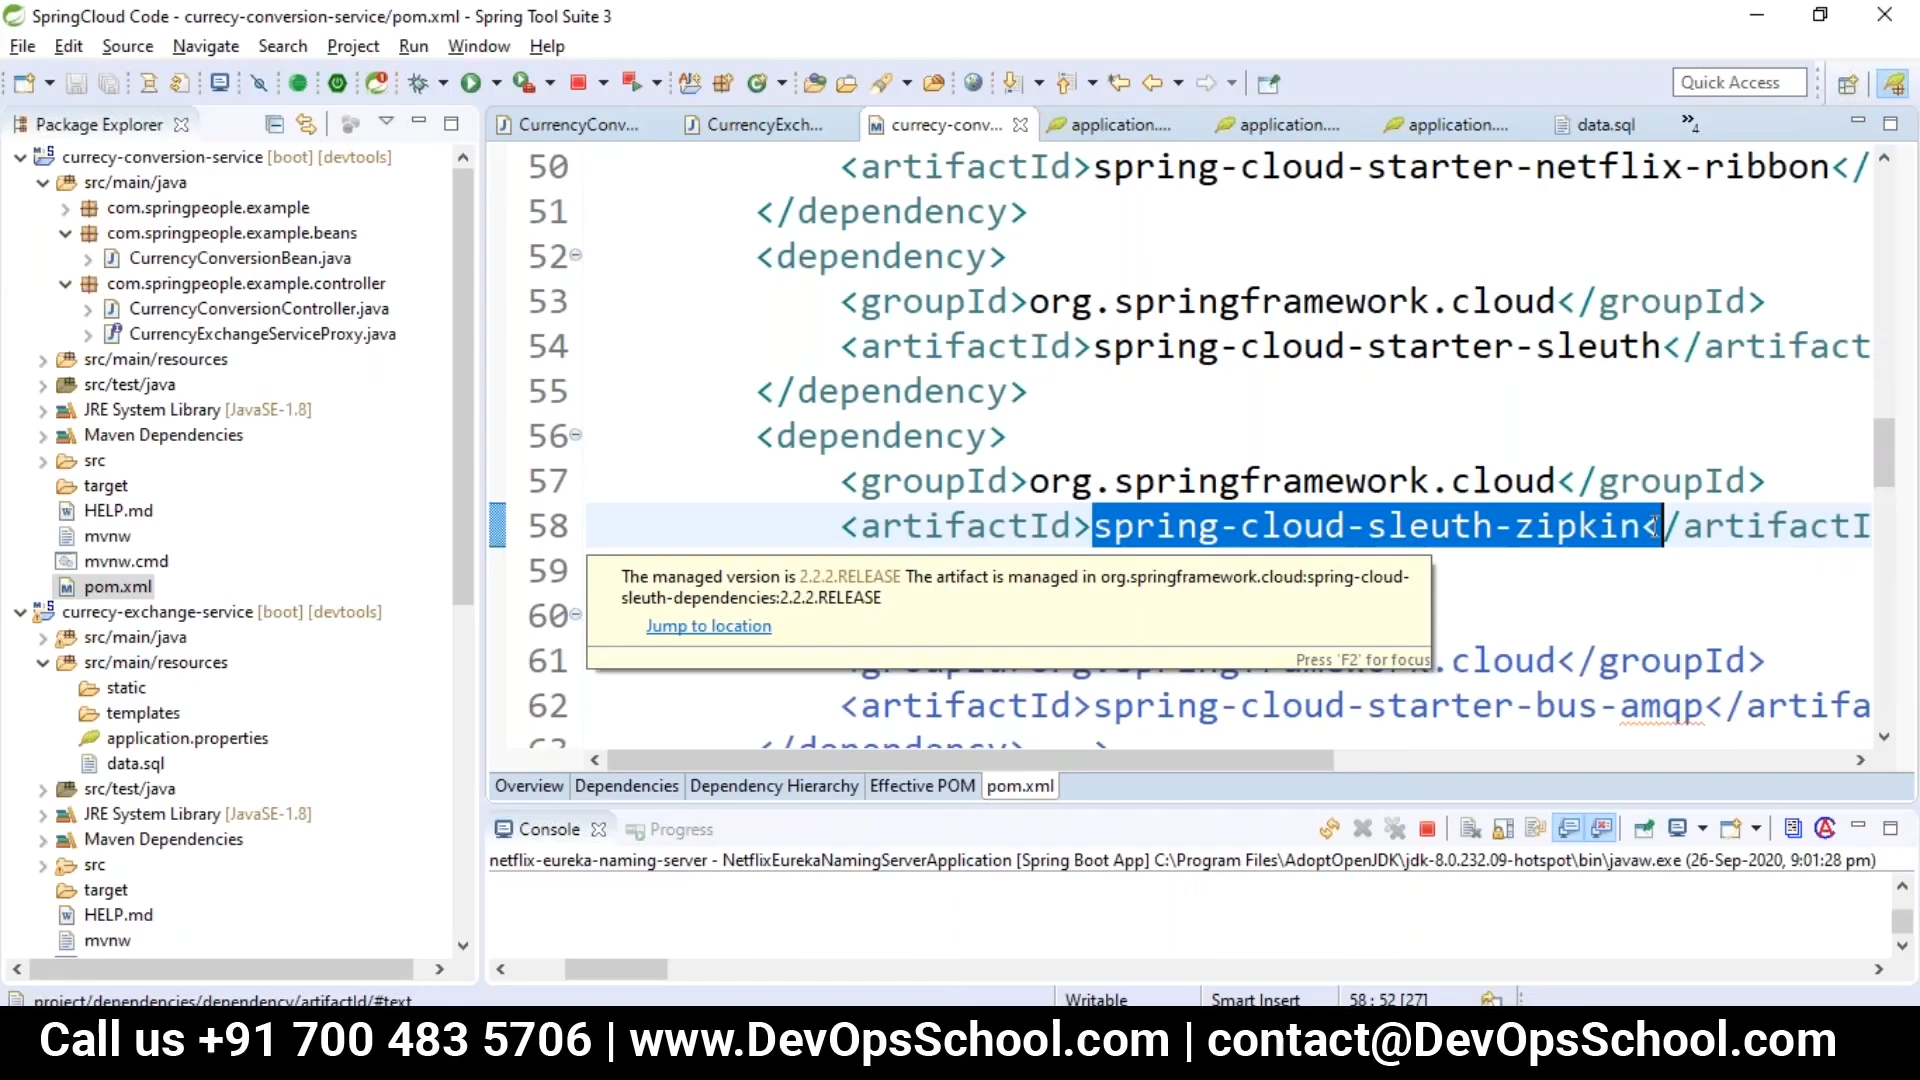 SpringCloud Code - currecy-conversion-service/pom.xml - Spring Tool Suite 3
File Edit Source Navigate Search Project Run Window Help
Quick Access
Package Explorer
currecy-conversion-service [boot] [devtools]
src/main/java
com.springpeople.example
com.springpeople.example.beans
CurrencyConversionBean.java
com.springpeople.example.controller
CurrencyConversionController.java
CurrencyExchangeServiceProxy.java
src/main/resources
src/test/java
JRE System Library [JavaSE-1.8]
Maven Dependencies
src
target
HELP.md
mvnw
mvnw.cmd
pom.xml
currecy-exchange-service [boot] [devtools]
src/main/java
src/main/resources
static
templates
application.properties
data.sql
src/test/java
JRE System Library [JavaSE-1.8]
Maven Dependencies
src
target
HELP.md
mvnw
CurrencyConv... CurrencyExch... currecy-conv... application.... application.... application.... data.sql »4
50 <artifactId>spring-cloud-starter-netflix-ribbon</
51 </dependency>
52 <dependency>
53 <groupId>org.springframework.cloud</groupId>
54 <artifactId>spring-cloud-starter-sleuth</artifact
55 </dependency>
56 <dependency>
57 <groupId>org.springframework.cloud</groupId>
58 <artifactId>spring-cloud-sleuth-zipkin</artifactI
59
The managed version is 2.2.2.RELEASE The artifact is managed in org.springframework.cloud:spring-cloud-
sleuth-dependencies:2.2.2.RELEASE
60
Jump to location
Press 'F2' for focus
61 <groupId>org.springframework.cloud</groupId>
62 <artifactId>spring-cloud-starter-bus-amqp</artifa
63 </dependency> -->
Overview Dependencies Dependency Hierarchy Effective POM pom.xml
Console Progress
netflix-eureka-naming-server - NetflixEurekaNamingServerApplication [Spring Boot App] C:\Program Files\AdoptOpenJDK\jdk-8.0.232.09-hotspot\bin\javaw.exe (26-Sep-2020, 9:01:28 pm)
project/dependencies/dependency/artifactId/#text Writable Smart Insert 58 : 52 [27]
Call us +91 700 483 5706 | www.DevOpsSchool.com | contact@DevOpsSchool.com